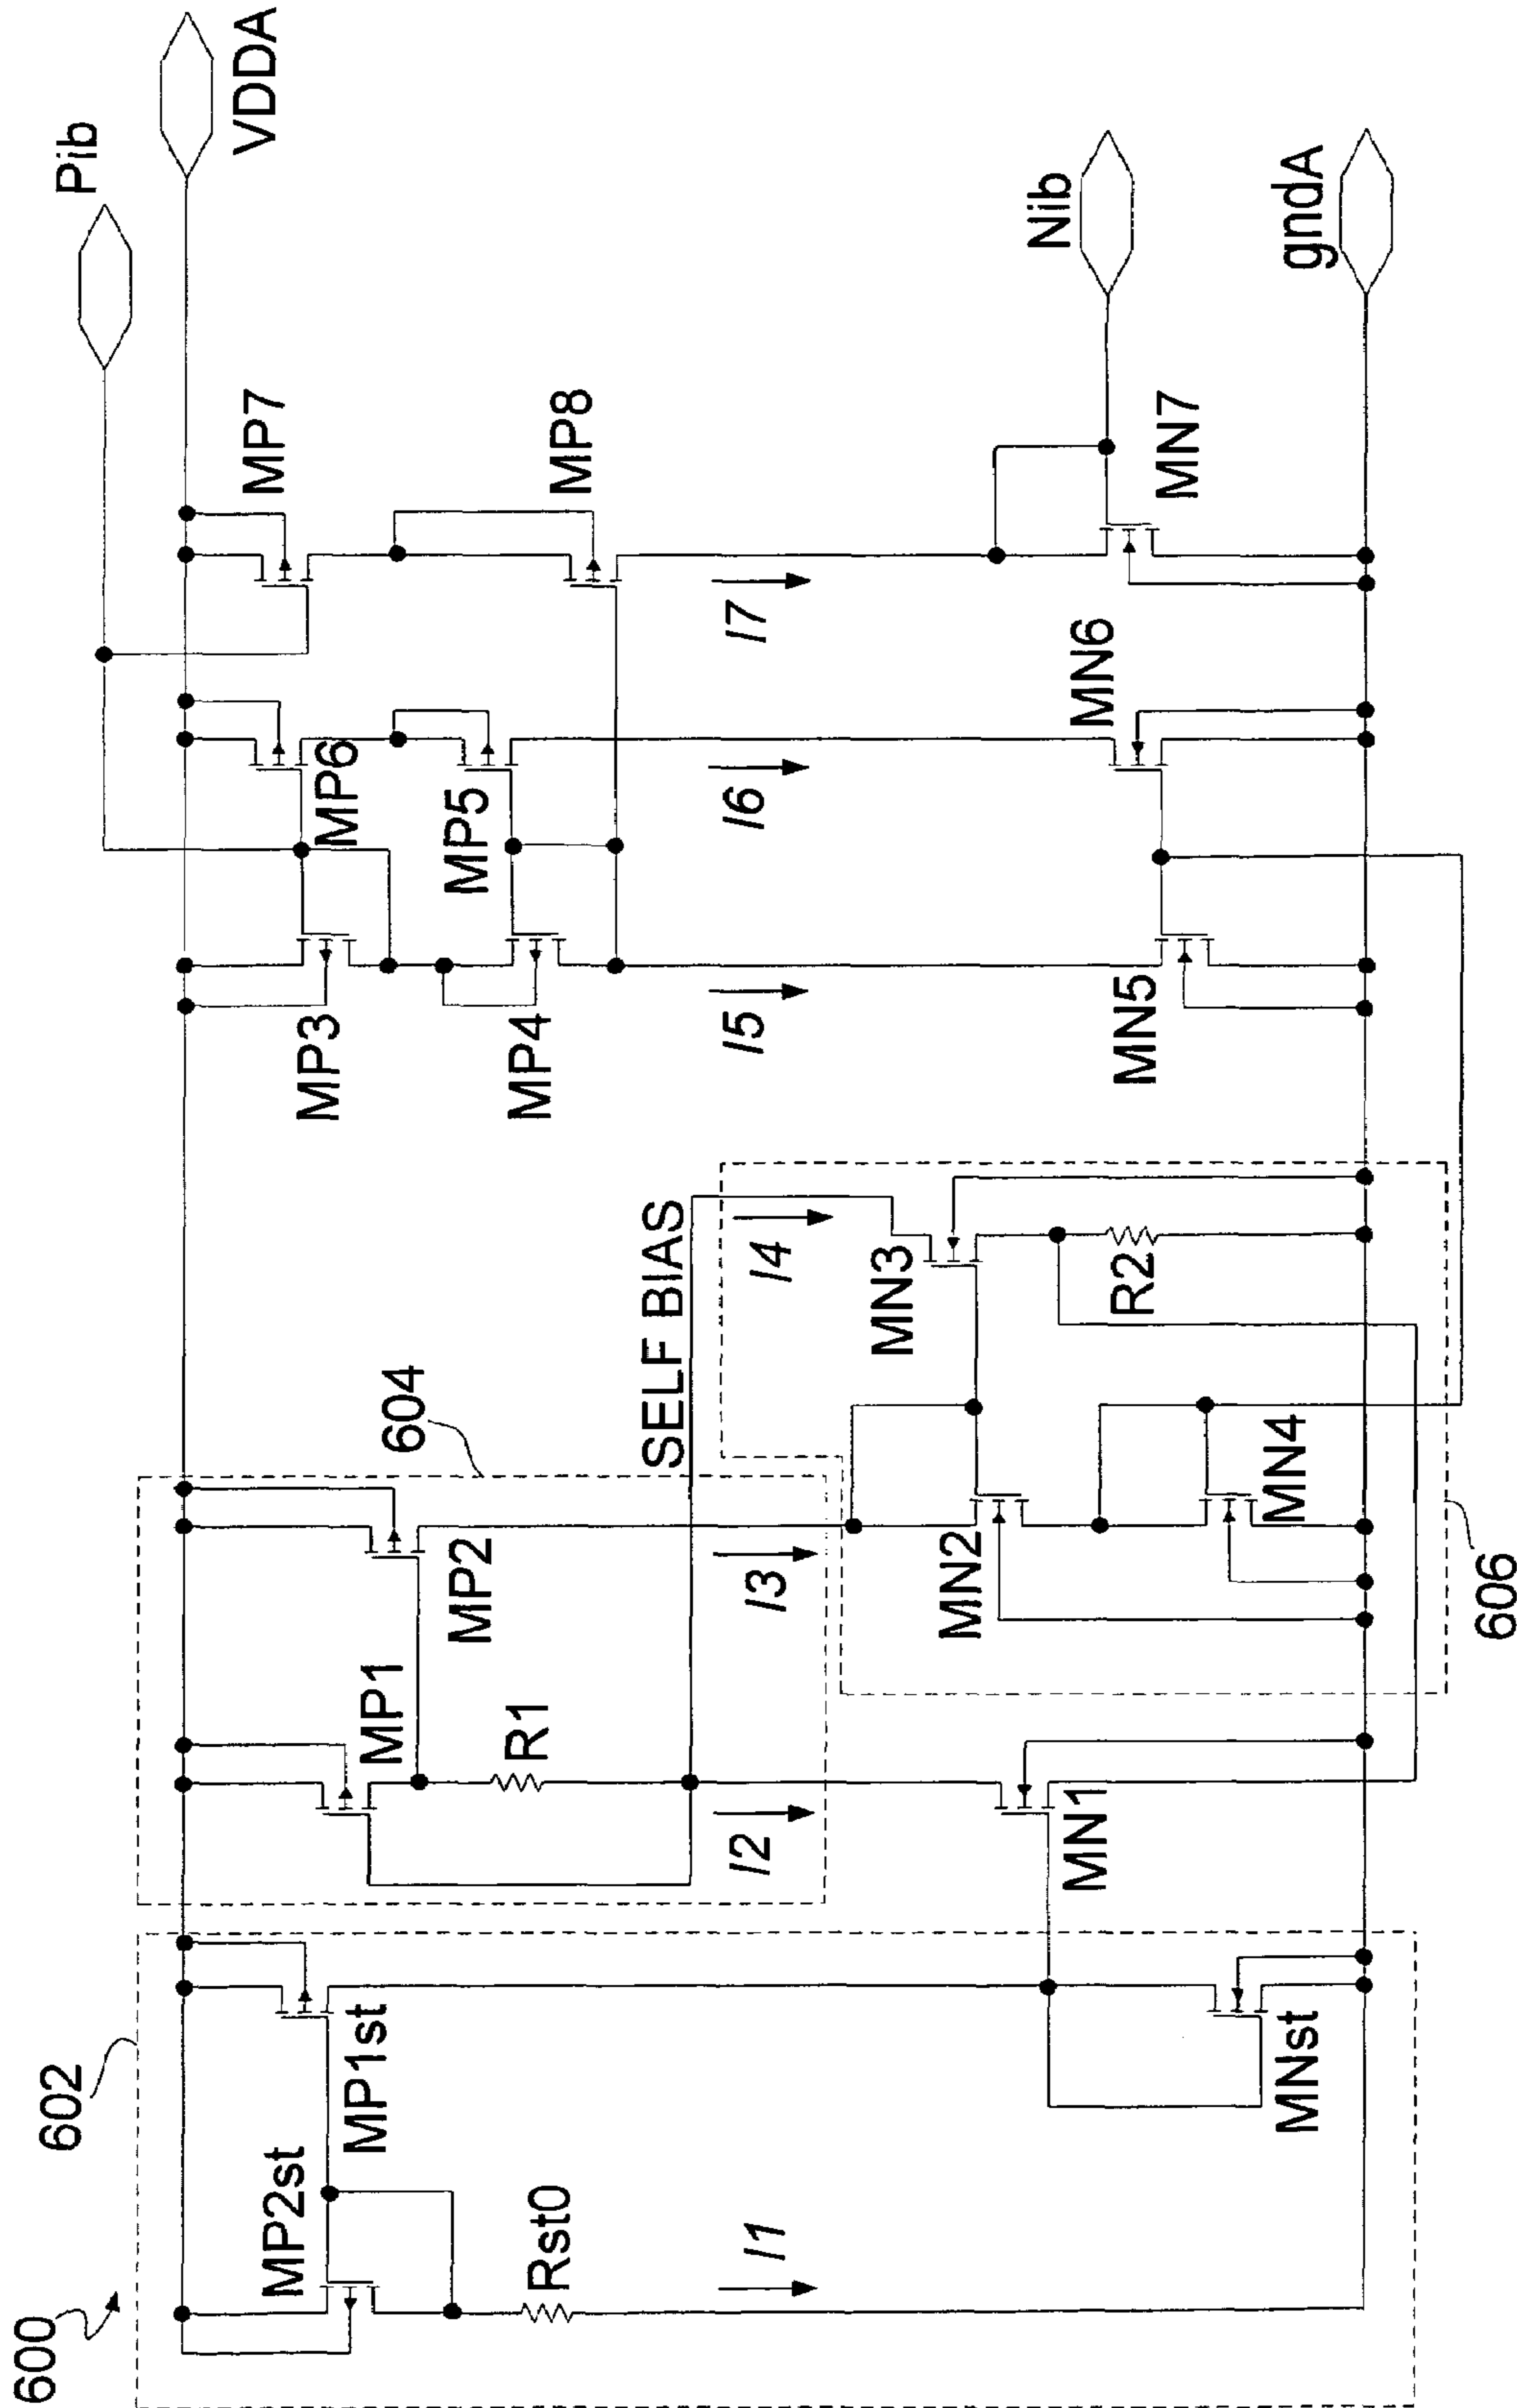 600
602
MP2st
MP1st
Rst0
I1
MNst
604
MP1
MP2
R1
I2
I3
SELF BIAS
I4
MN1
MN2
MN3
MN4
R2
606
MP3
MP6
MP4
MP5
I5
I6
MN5
MN6
MP7
MP8
I7
MN7
Pib
VDDA
Nib
gndA